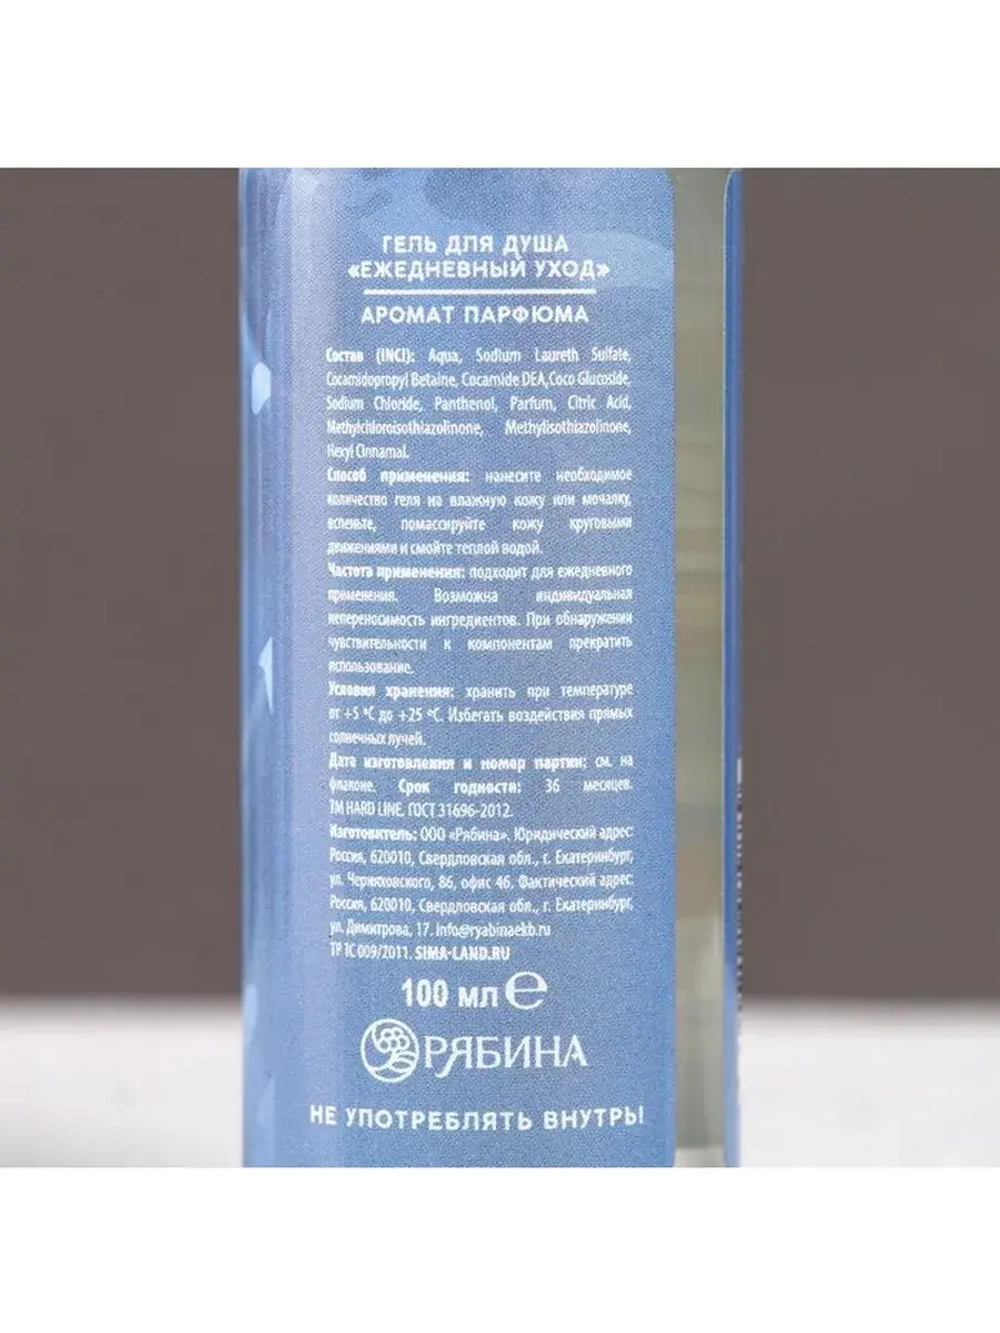 ГЕЛЬ ДЛЯ ДУША
«ЕЖЕДНЕВНЫЙ УХОД»
АРОМАТ ПАРФЮМА
Состав (INCI): Aqua, Sodium Laureth Sulfate,
Cocamidopropyl Betaine, Cocamide DEA, Coco Glucoside,
Sodium Chloride, Panthenol, Parfum, Citric Acid,
Methylchloroisothiazolinone, Methylisothiazolinone,
Hexyl Cinnamal.
Способ применения: нанесите необходимое
количество геля на влажную кожу или мочалку,
вспеньте, помассируйте кожу круговыми
движениями и смойте теплой водой.
Частота применения: подходит для ежедневного
применения. Возможна индивидуальная
непереносимость ингредиентов. При обнаружении
чувствительности к компонентам прекратить
использование.
Условия хранения: хранить при температуре
от +5 °С до +25 °С. Избегать воздействия прямых
солнечных лучей.
Дата изготовления и номер партии: см. на
флаконе. Срок годности: 36 месяцев.
TM HARD LINE. ГОСТ 31696-2012.
Изготовитель: ООО «Рябина». Юридический адрес:
Россия, 620010, Свердловская обл., г. Екатеринбург,
ул. Черняховского, 86, офис 46. Фактический адрес:
Россия, 620010, Свердловская обл., г. Екатеринбург,
ул. Димитрова, 17. info@ryabinaekb.ru
ТР ТС 009/2011. SIMA-LAND.RU
100 мл ℮
РЯБИНА
НЕ УПОТРЕБЛЯТЬ ВНУТРЬ!